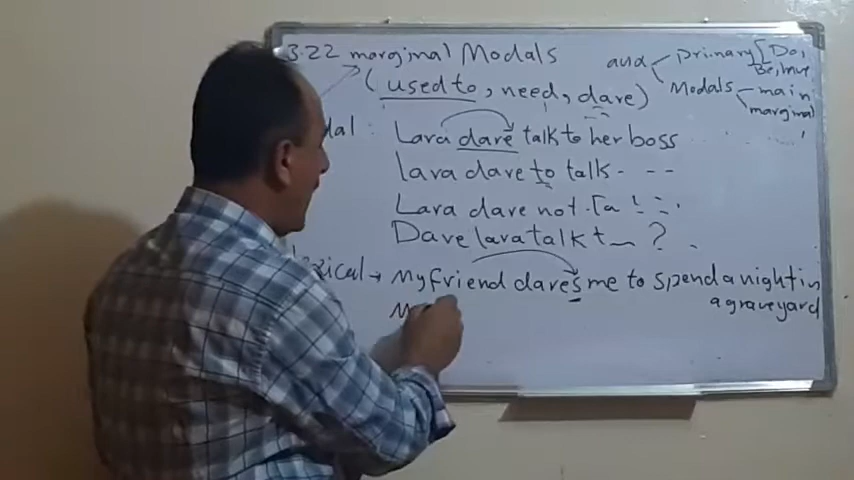 3.22 marginal Modals
(used to, need, dare)
and primary [Do,
Be, have
Modals main
marginal
dal : Lara dare talk to her boss
lara dare to talk - - -
Lara dare not
Dare lara talk t ?
xical → my friend dares me to spend a night in
a graveyard
M